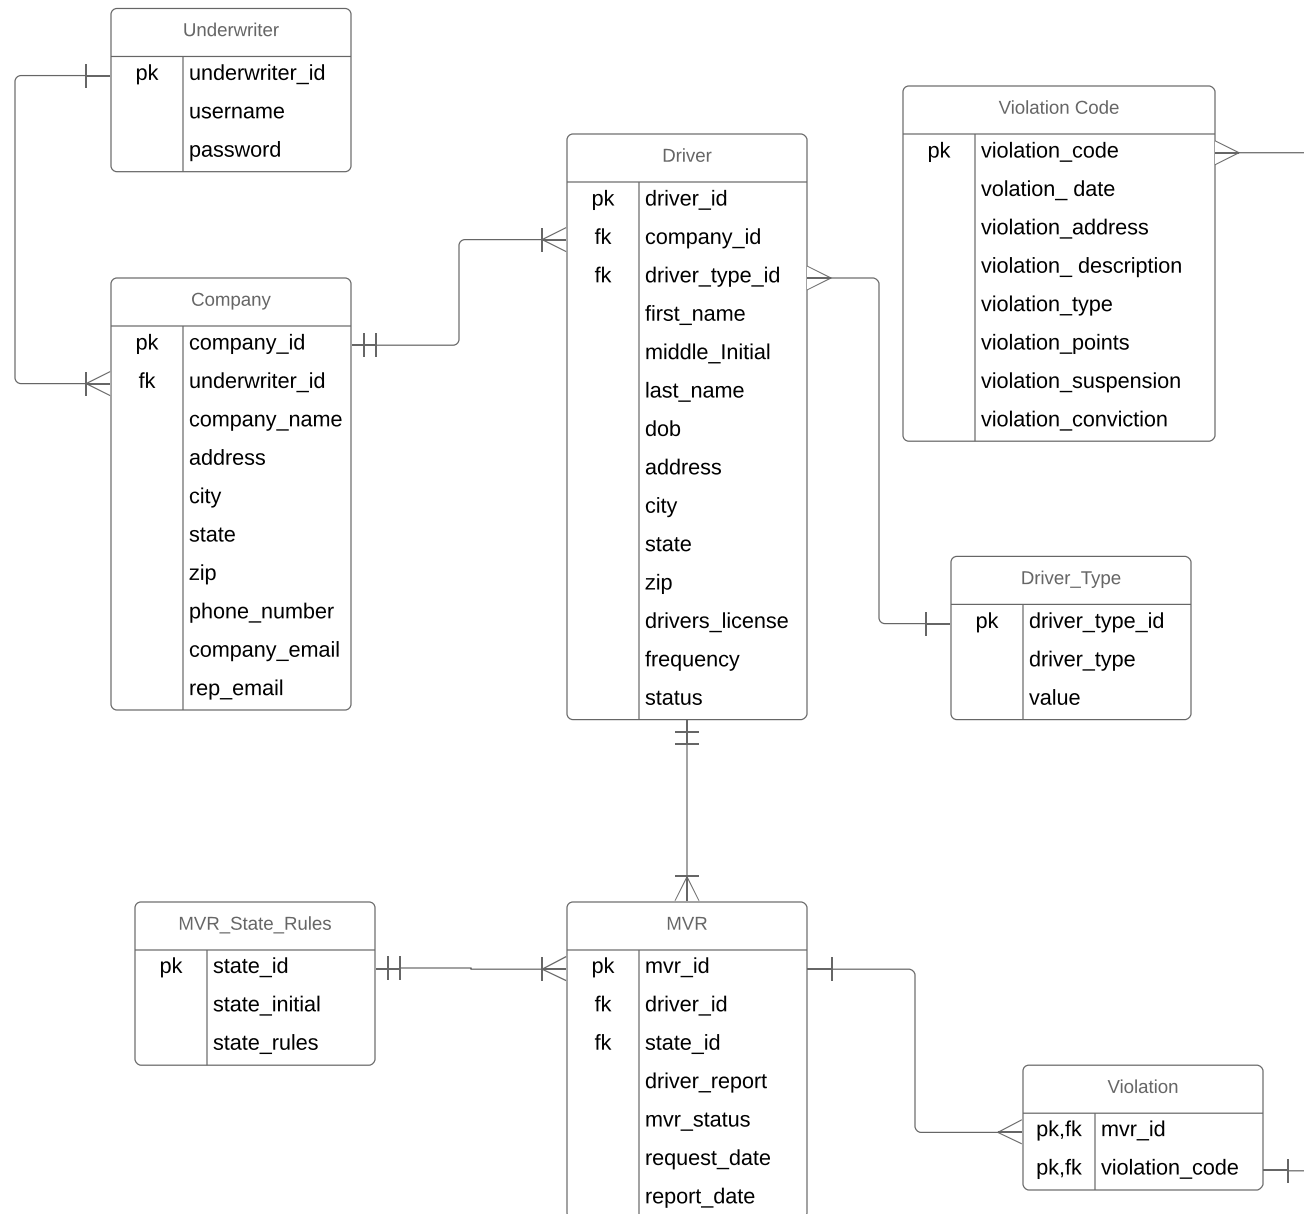 Underwriter
pk underwriter_id
username
password
Company
pk company_id
fk underwriter_id
company_name
address
city
state
zip
phone_number
company_email
rep_email
Driver
pk driver_id
fk company_id
fk driver_type_id
first_name
middle_Initial
last_name
dob
address
city
state
zip
drivers_license
frequency
status
Violation Code
pk violation_code
volation_ date
violation_address
violation_ description
violation_type
violation_points
violation_suspension
violation_conviction
Driver_Type
pk driver_type_id
driver_type
value
MVR_State_Rules
pk state_id
state_initial
state_rules
MVR
pk mvr_id
fk driver_id
fk state_id
driver_report
mvr_status
request_date
report_date
Violation
pk,fk mvr_id
pk,fk violation_code